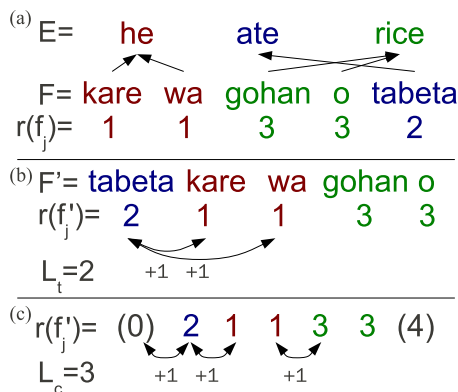 (a) E= he ate rice
F= kare wa gohan o tabeta
r(fj)= 1 1 3 3 2
(b) F'= tabeta kare wa gohan o
r(fj')= 2 1 1 3 3
+1 +1
Lt=2
(c) r(fj')= (0) 2 1 1 3 3 (4)
Lc=3 +1 +1 +1